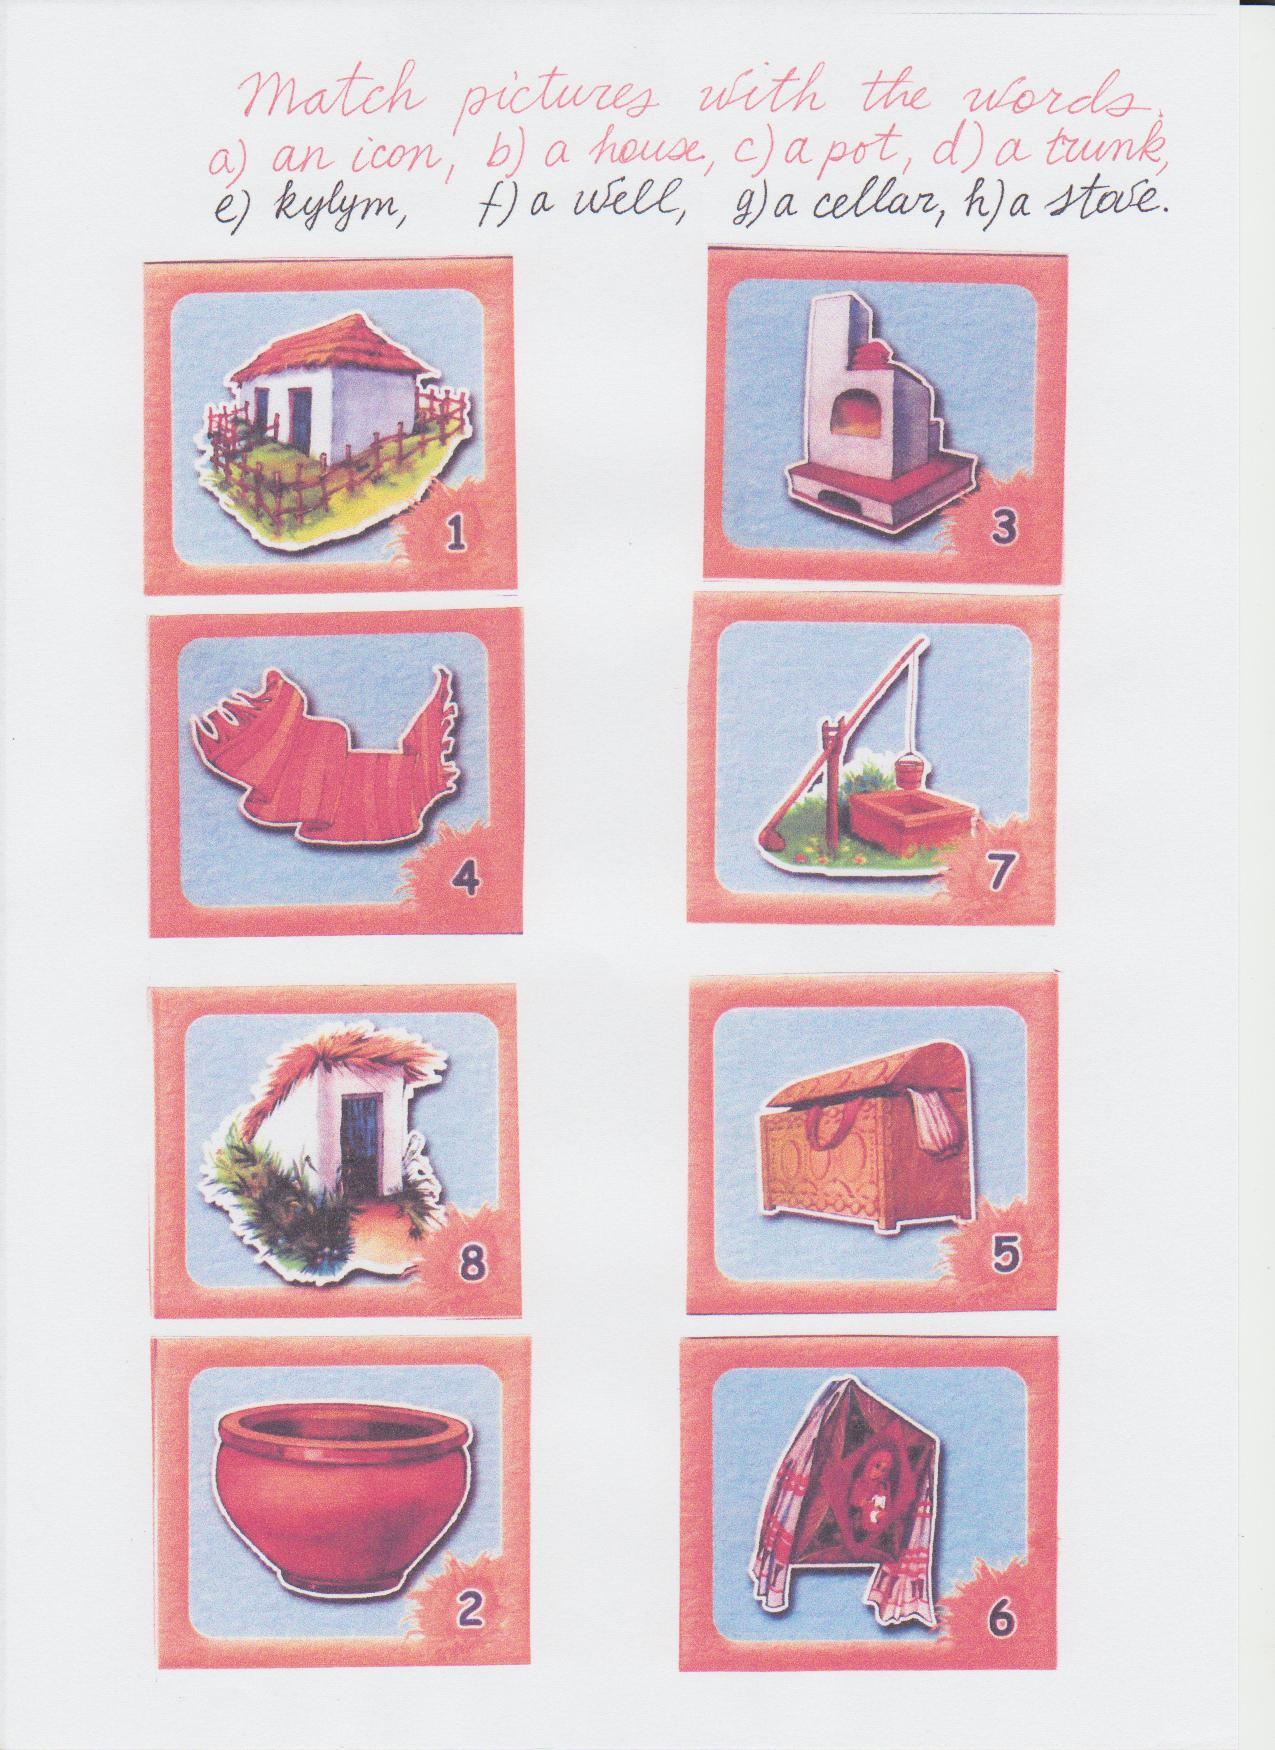 Match pictures with the words.
a) an icon, b) a house, c) a pot, d) a trunk,
e) kylym, f) a well, g) a cellar, h) a stove.
1
3
4
7
8
5
2
6